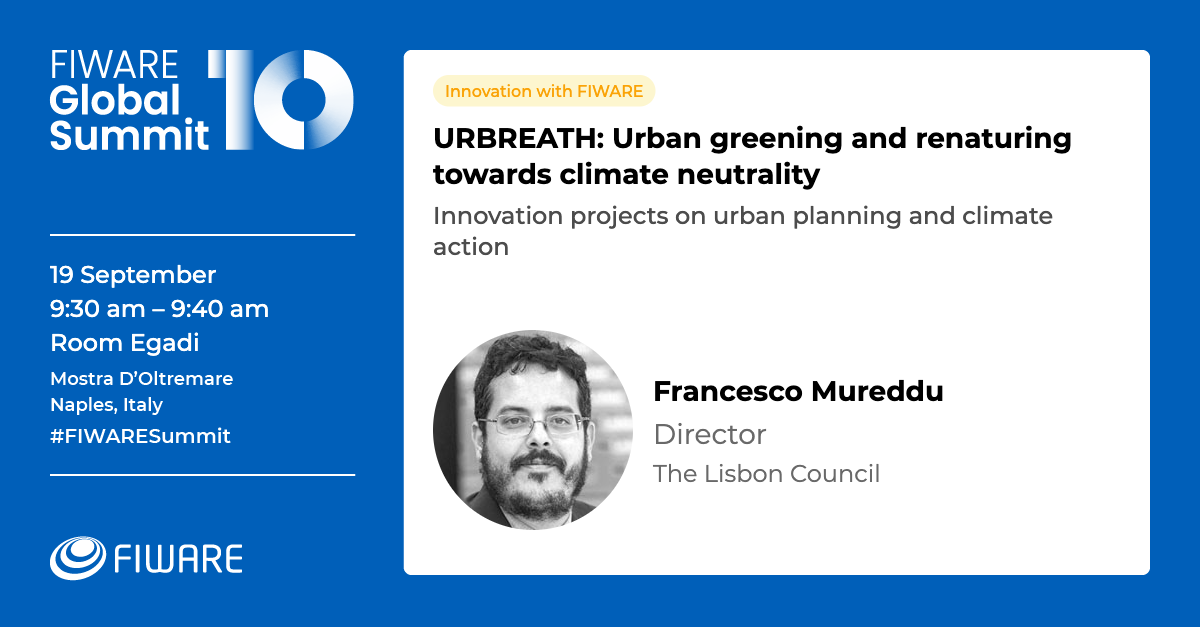 FIWARE
Global
Summit
10
19 September
9:30 am – 9:40 am
Room Egadi
Mostra D’Oltremare
Naples, Italy
#FIWARESummit
FIWARE
Innovation with FIWARE
URBREATH: Urban greening and renaturing
towards climate neutrality
Innovation projects on urban planning and climate
action
Francesco Mureddu
Director
The Lisbon Council